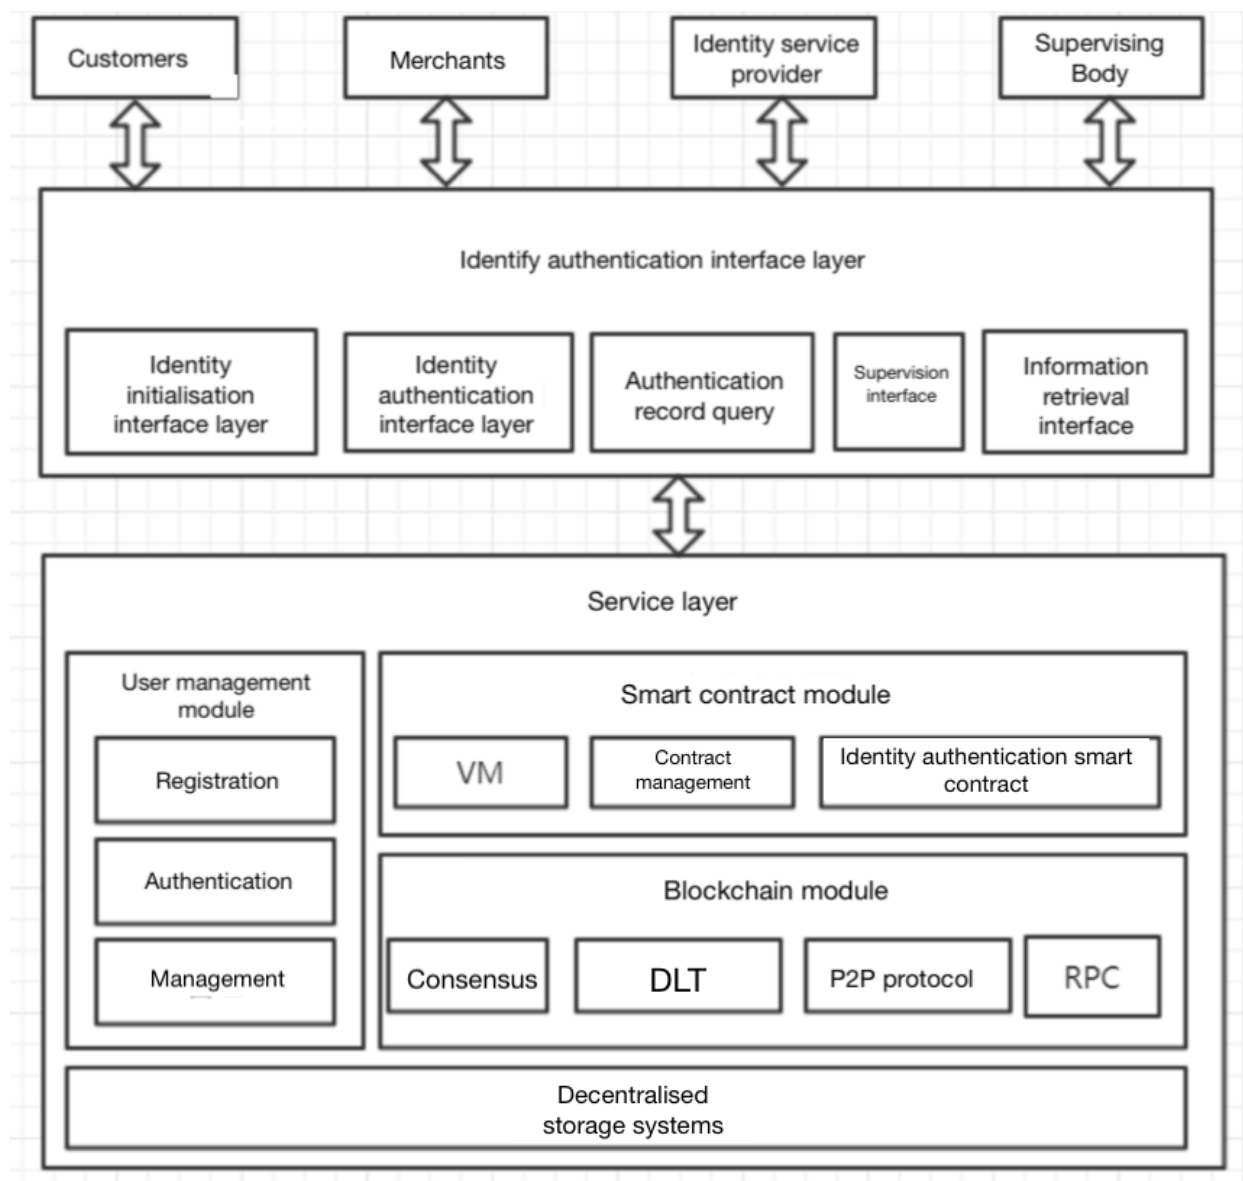 Customers
Merchants
Identity service
provider
Supervising
Body
Identify authentication interface layer
Identity
initialisation
interface layer
Identity
authentication
interface layer
Authentication
record query
Supervision
interface
Information
retrieval
interface
Service layer
User management
module
Registration
Authentication
Management
Smart contract module
VM
Contract
management
Identity authentication smart
contract
Blockchain module
Consensus
DLT
P2P protocol
RPC
Decentralised
storage systems